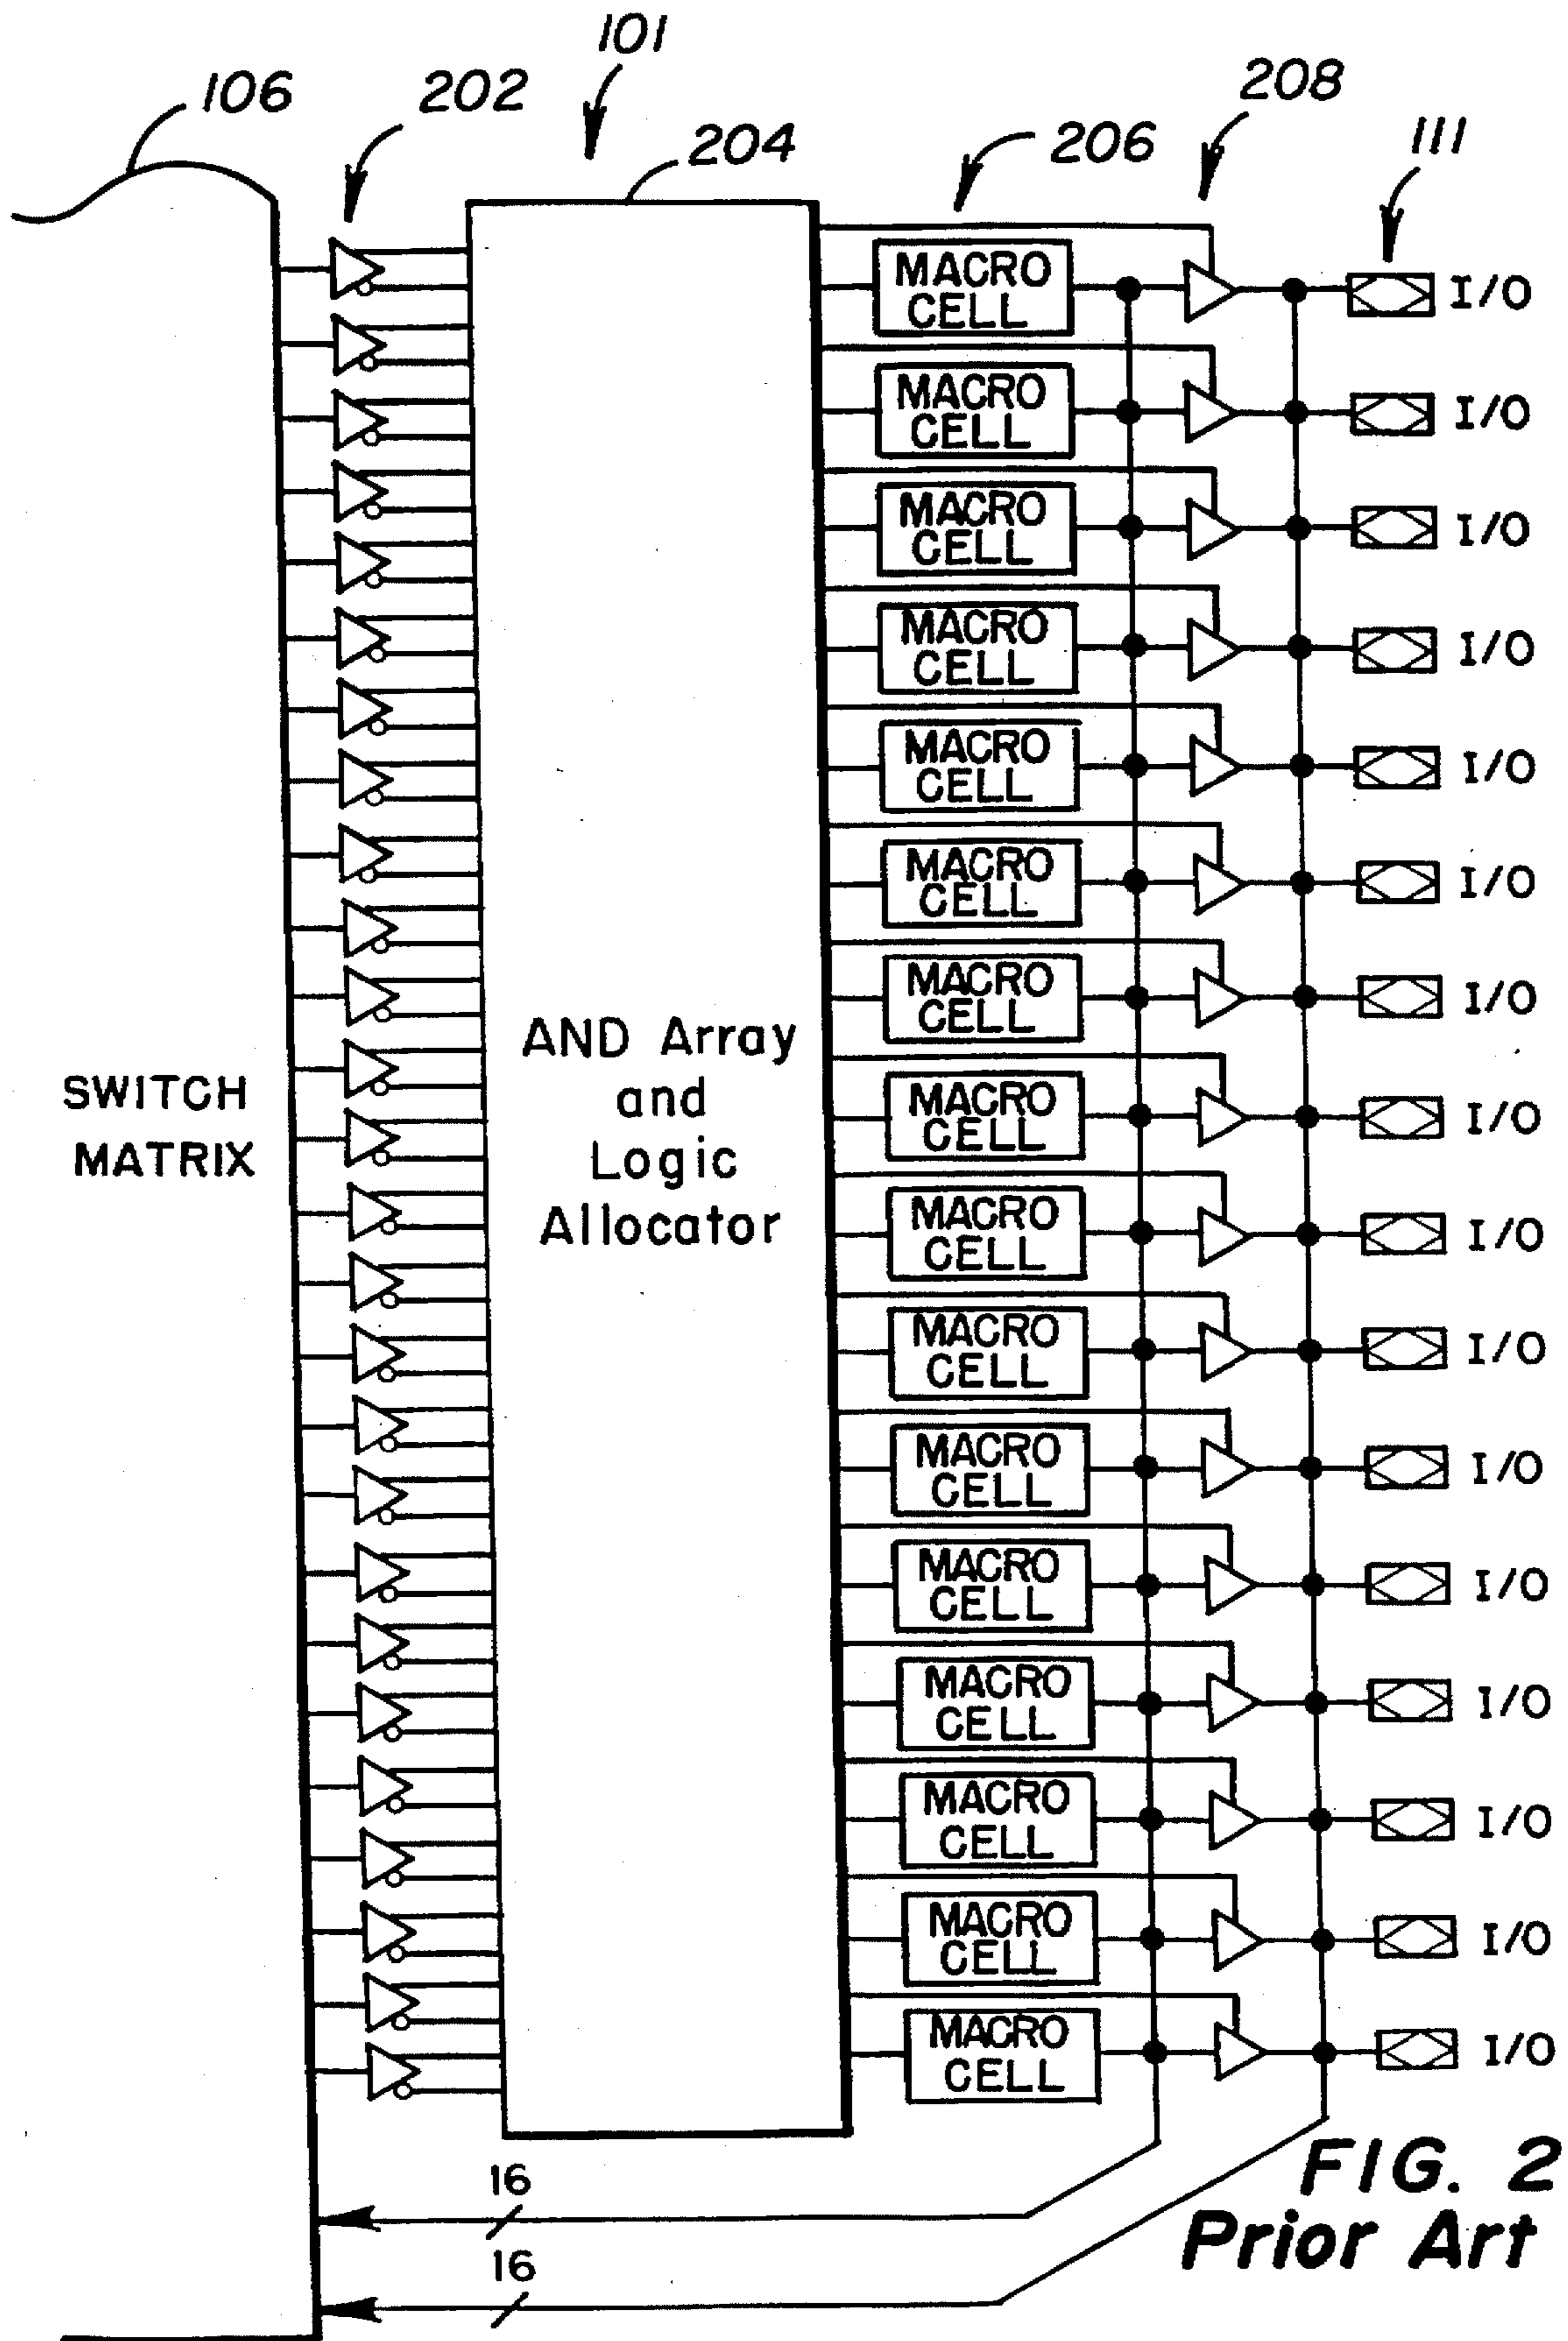 101
106
202
204
206
208
111
MACRO
CELL
I/O
MACRO
CELL
I/O
MACRO
CELL
I/O
MACRO
CELL
I/O
MACRO
CELL
I/O
MACRO
CELL
I/O
MACRO
CELL
I/O
MACRO
CELL
I/O
MACRO
CELL
I/O
MACRO
CELL
I/O
MACRO
CELL
I/O
MACRO
CELL
I/O
MACRO
CELL
I/O
MACRO
CELL
I/O
MACRO
CELL
I/O
MACRO
CELL
I/O
SWITCH
MATRIX
AND Array
and
Logic
Allocator
16
16
FIG. 2
Prior Art